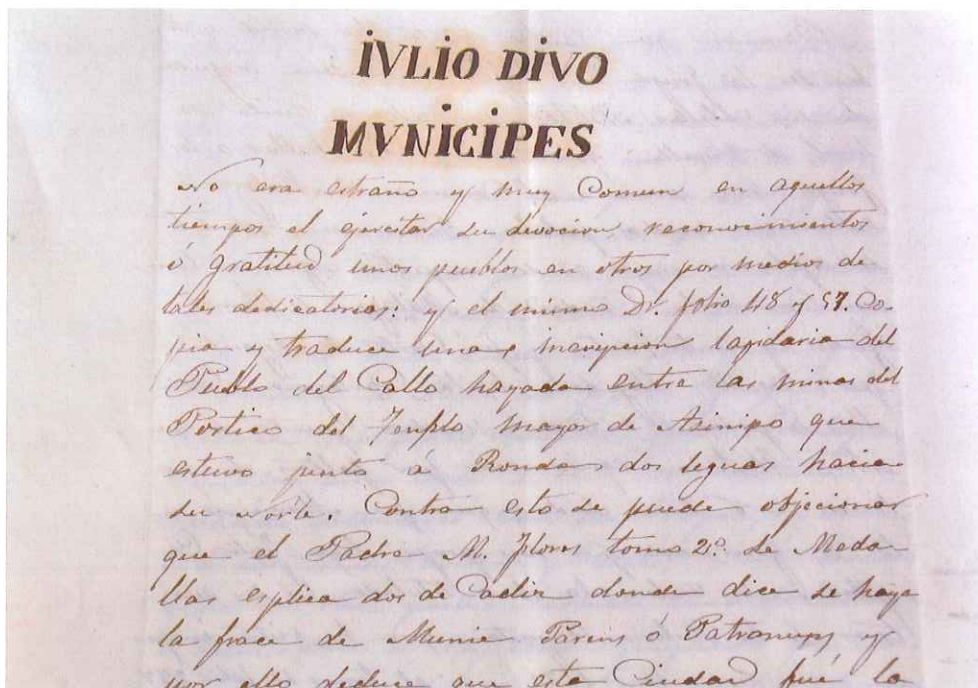 IVLIO DIVO
MVNICIPES
No era estraño y muy Comun en aquellos
tiempos el ejercitar su devocion, reconocimientos
ó gratitud unos pueblos en otros por medios de
tales dedicatorias: y el mismo Dr. folio 48 y 57. Co-
pia y traduce una inscripcion lapidaria del
Pueblo del Callo hayada entre las ruinas del
Portico del Templo mayor de Asinipo que
estuvo junto á Ronda dos leguas hacia
su norte. Contra esto se puede objecionar
que el Padre M. Flores tomo 2º. de Meda-
llas esplica dos de Cadiz donde dice se haya
la frace de Munic Parens ó Patronus y
por ello deduce que esta Ciudad fué la